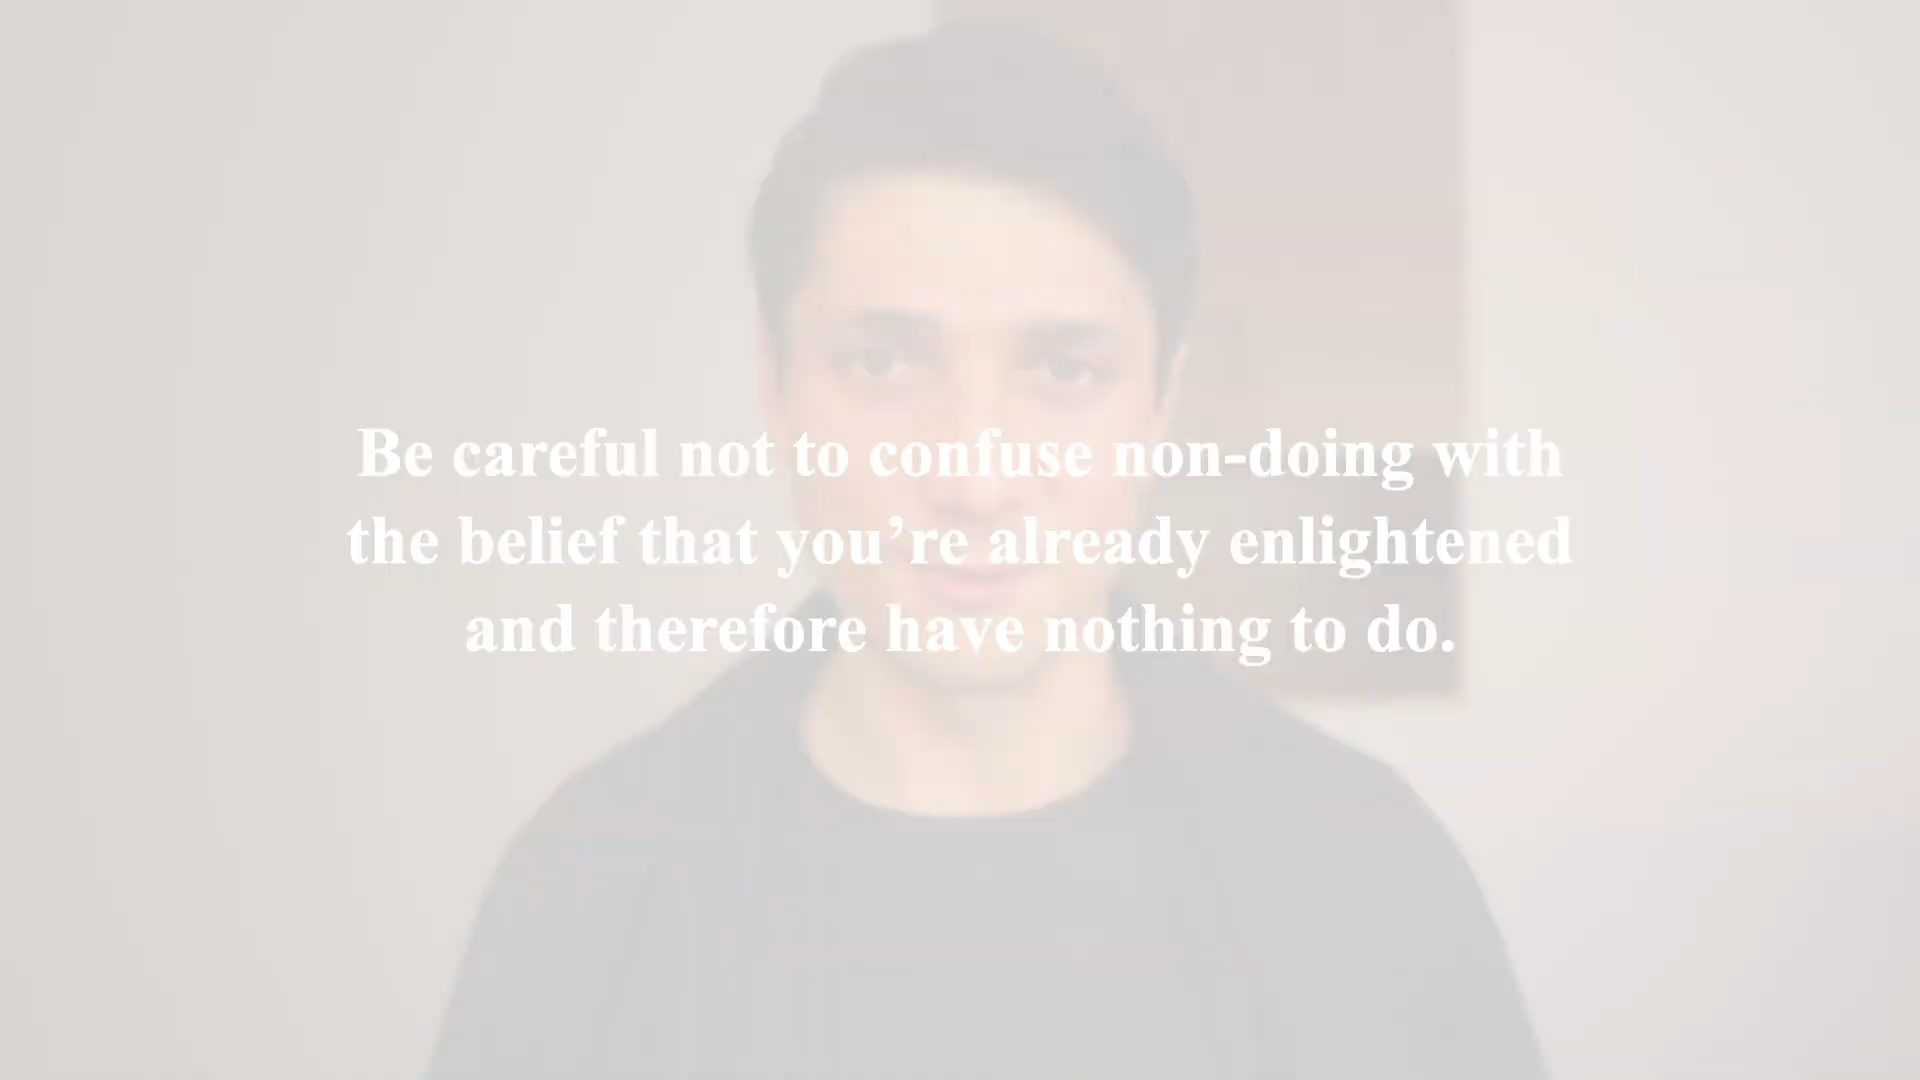 Be careful not to confuse non-doing with
the belief that you’re already enlightened
and therefore have nothing to do.